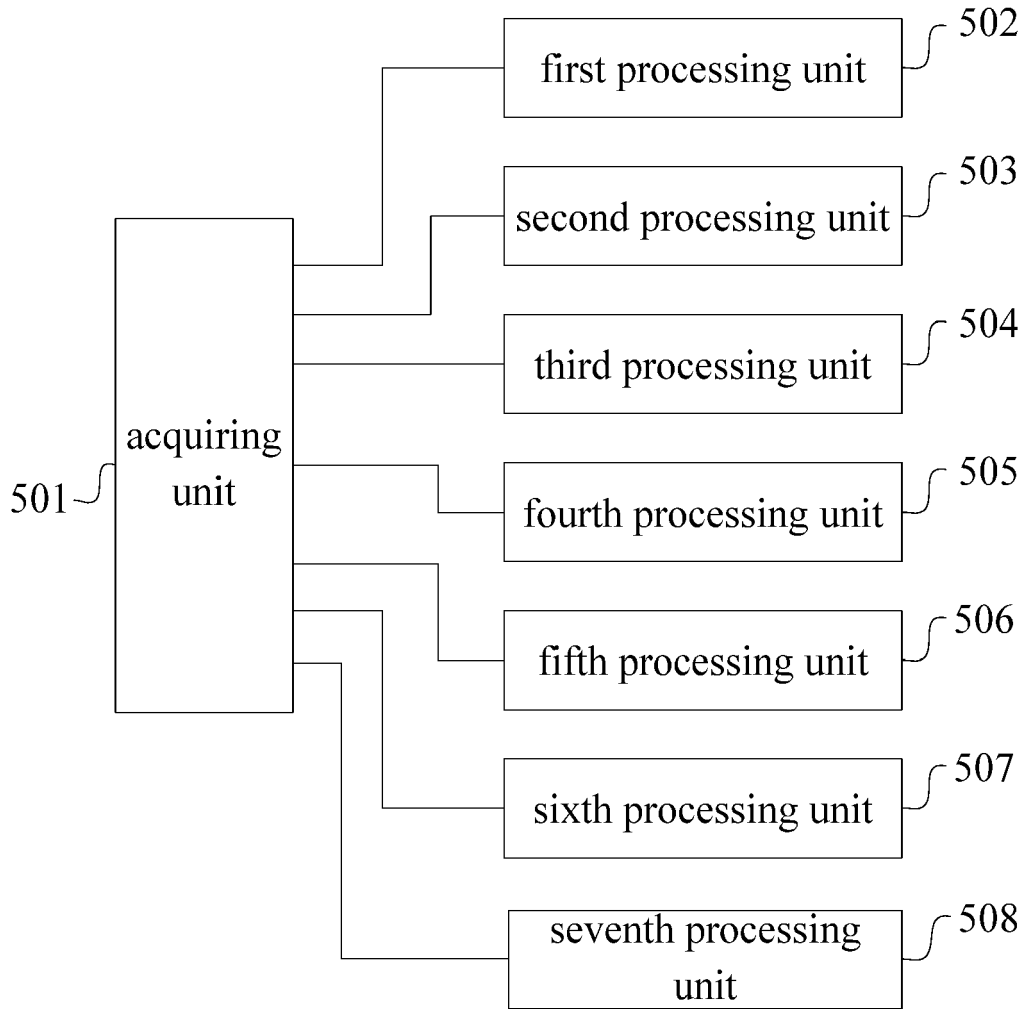 502
first processing unit
503
second processing unit
504
third processing unit
acquiring
unit
501
505
fourth processing unit
506
fifth processing unit
507
sixth processing unit
508
seventh processing
unit